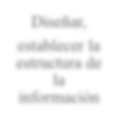 Diseñar,
establecer la
estructura de
la
información